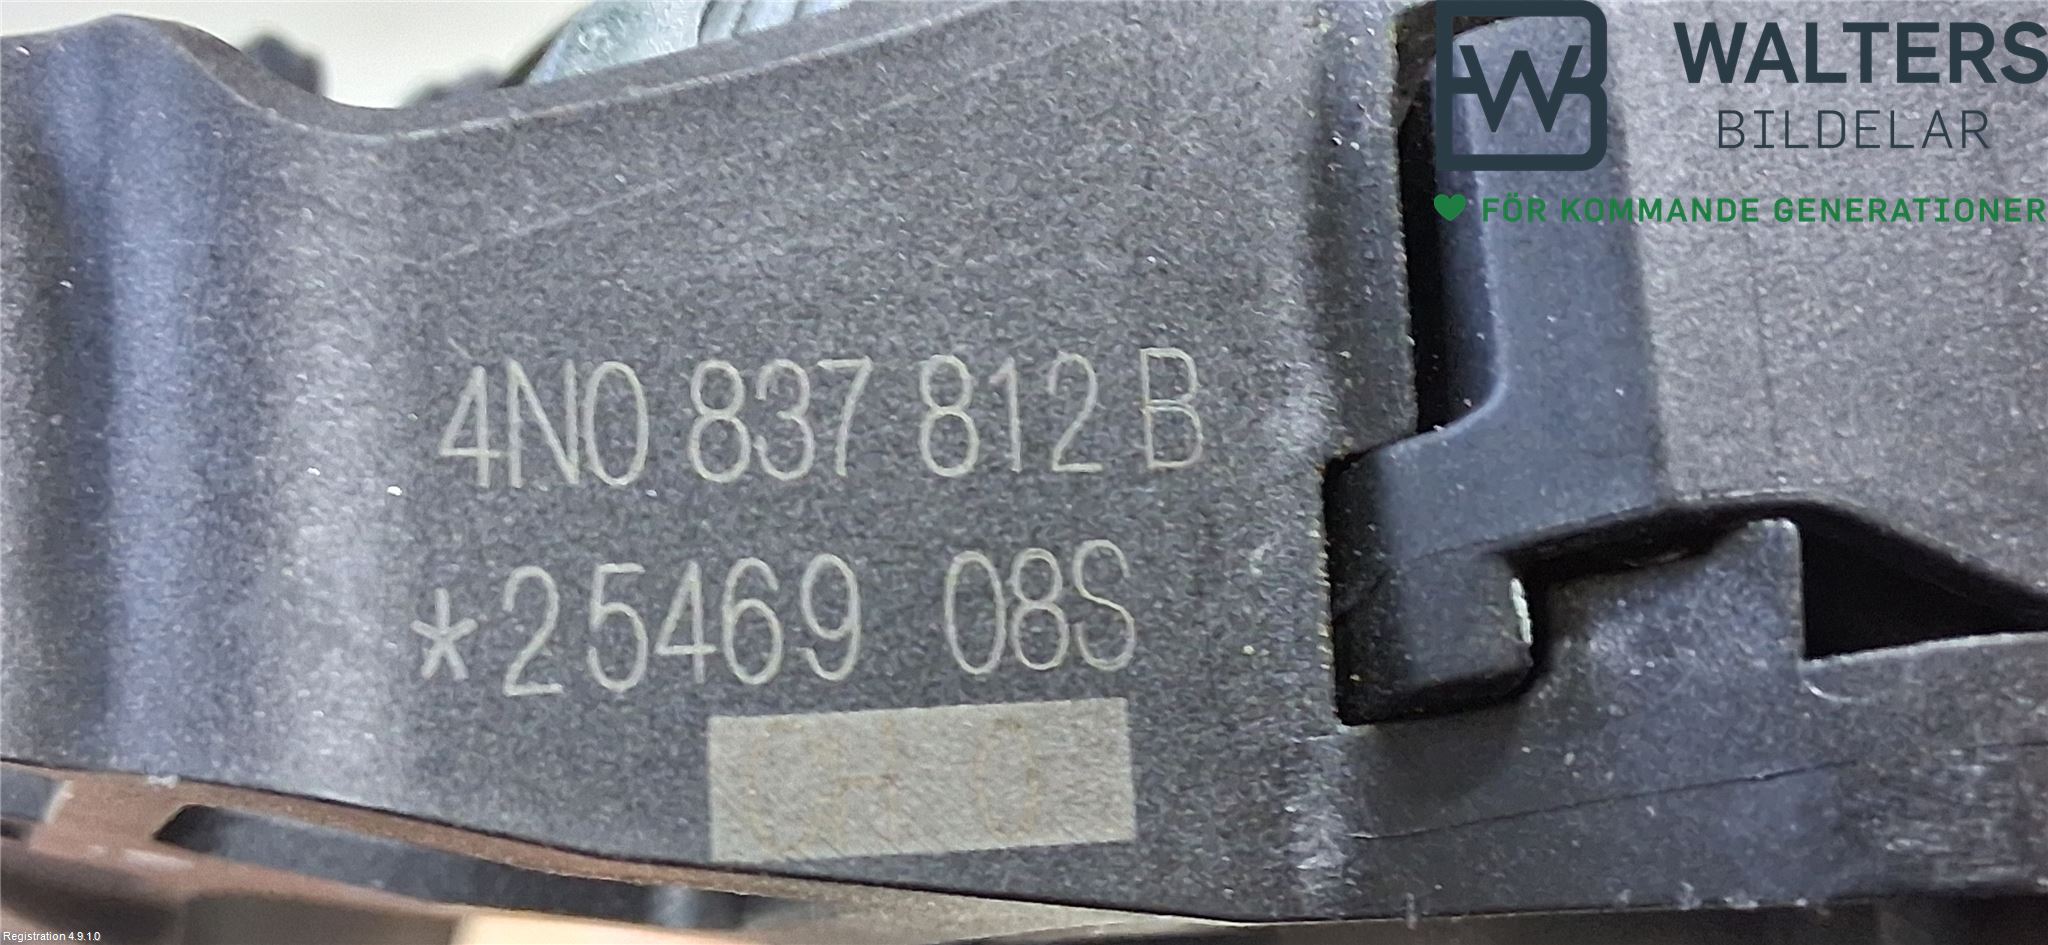 WALTERS
BILDELAR
FÖR KOMMANDE GENERATIONER
4N0 837 812 B
*25469 08S
Registration 4.9.1.0